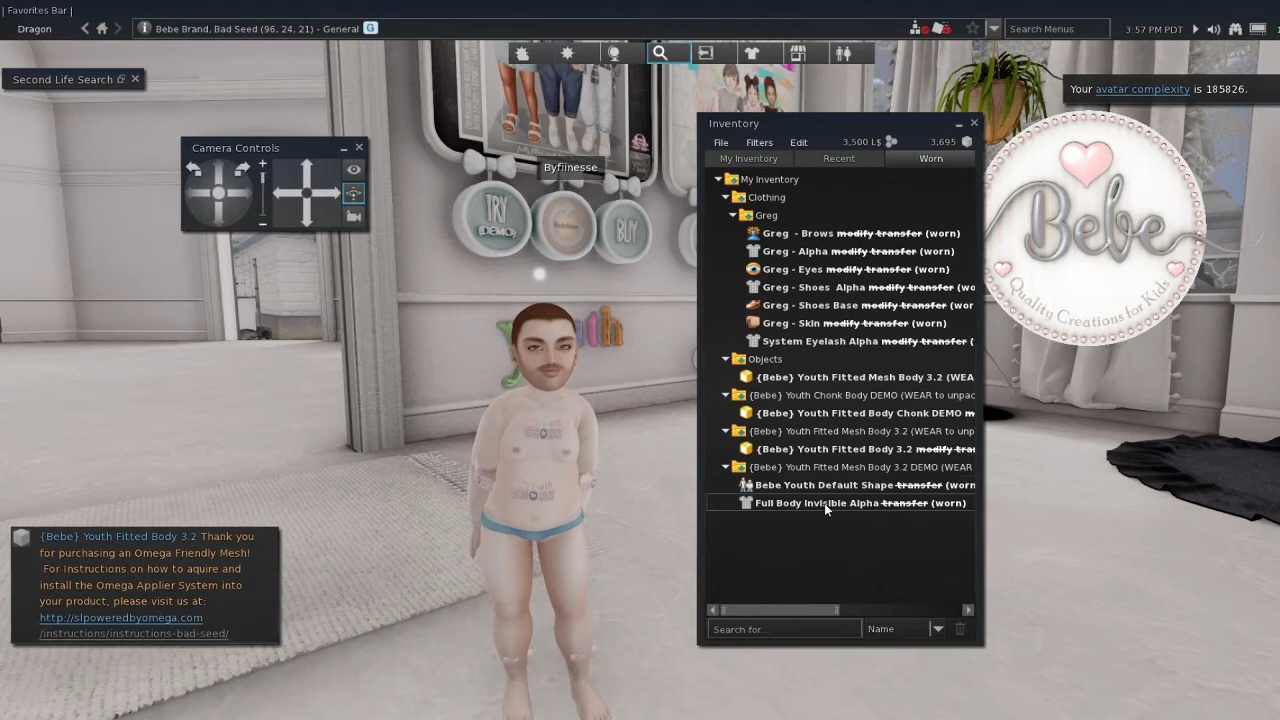 | Favorites Bar |
Dragon
Bebe Brand, Bad Seed (96, 24, 21) - General
G
Search Menus
3:57 PM PDT
Second Life Search
Your avatar complexity is 185826.
Camera Controls
Byfiinesse
TRY
(DEMO)
BUY
youth
Inventory
File Filters Edit 3,500 L$ 3,695
My Inventory Recent Worn
My Inventory
Clothing
Greg
Greg - Brows modify transfer (worn)
Greg - Alpha modify transfer (worn)
Greg - Eyes modify transfer (worn)
Greg - Shoes Alpha modify transfer (wo
Greg - Shoes Base modify transfer (wor
Greg - Skin modify transfer (worn)
System Eyelash Alpha modify transfer (
Objects
{Bebe} Youth Fitted Mesh Body 3.2 (WEA
{Bebe} Youth Chonk Body DEMO (WEAR to unpac
{Bebe} Youth Fitted Body Chonk DEMO m
{Bebe} Youth Fitted Mesh Body 3.2 (WEAR to unp
{Bebe} Youth Fitted Body 3.2 modify tra
{Bebe} Youth Fitted Mesh Body 3.2 DEMO (WEAR
Bebe Youth Default Shape transfer (worn
Full Body Invisible Alpha transfer (worn)
Search for...
Name
Bebe
Quality Creations for Kids
CHONK
CHONK
{Bebe} Youth Fitted Body 3.2 Thank you
for purchasing an Omega Friendly Mesh!
For Instructions on how to aquire and
install the Omega Applier System into
your product, please visit us at:
http://slpoweredbyomega.com
/instructions/instructions-bad-seed/